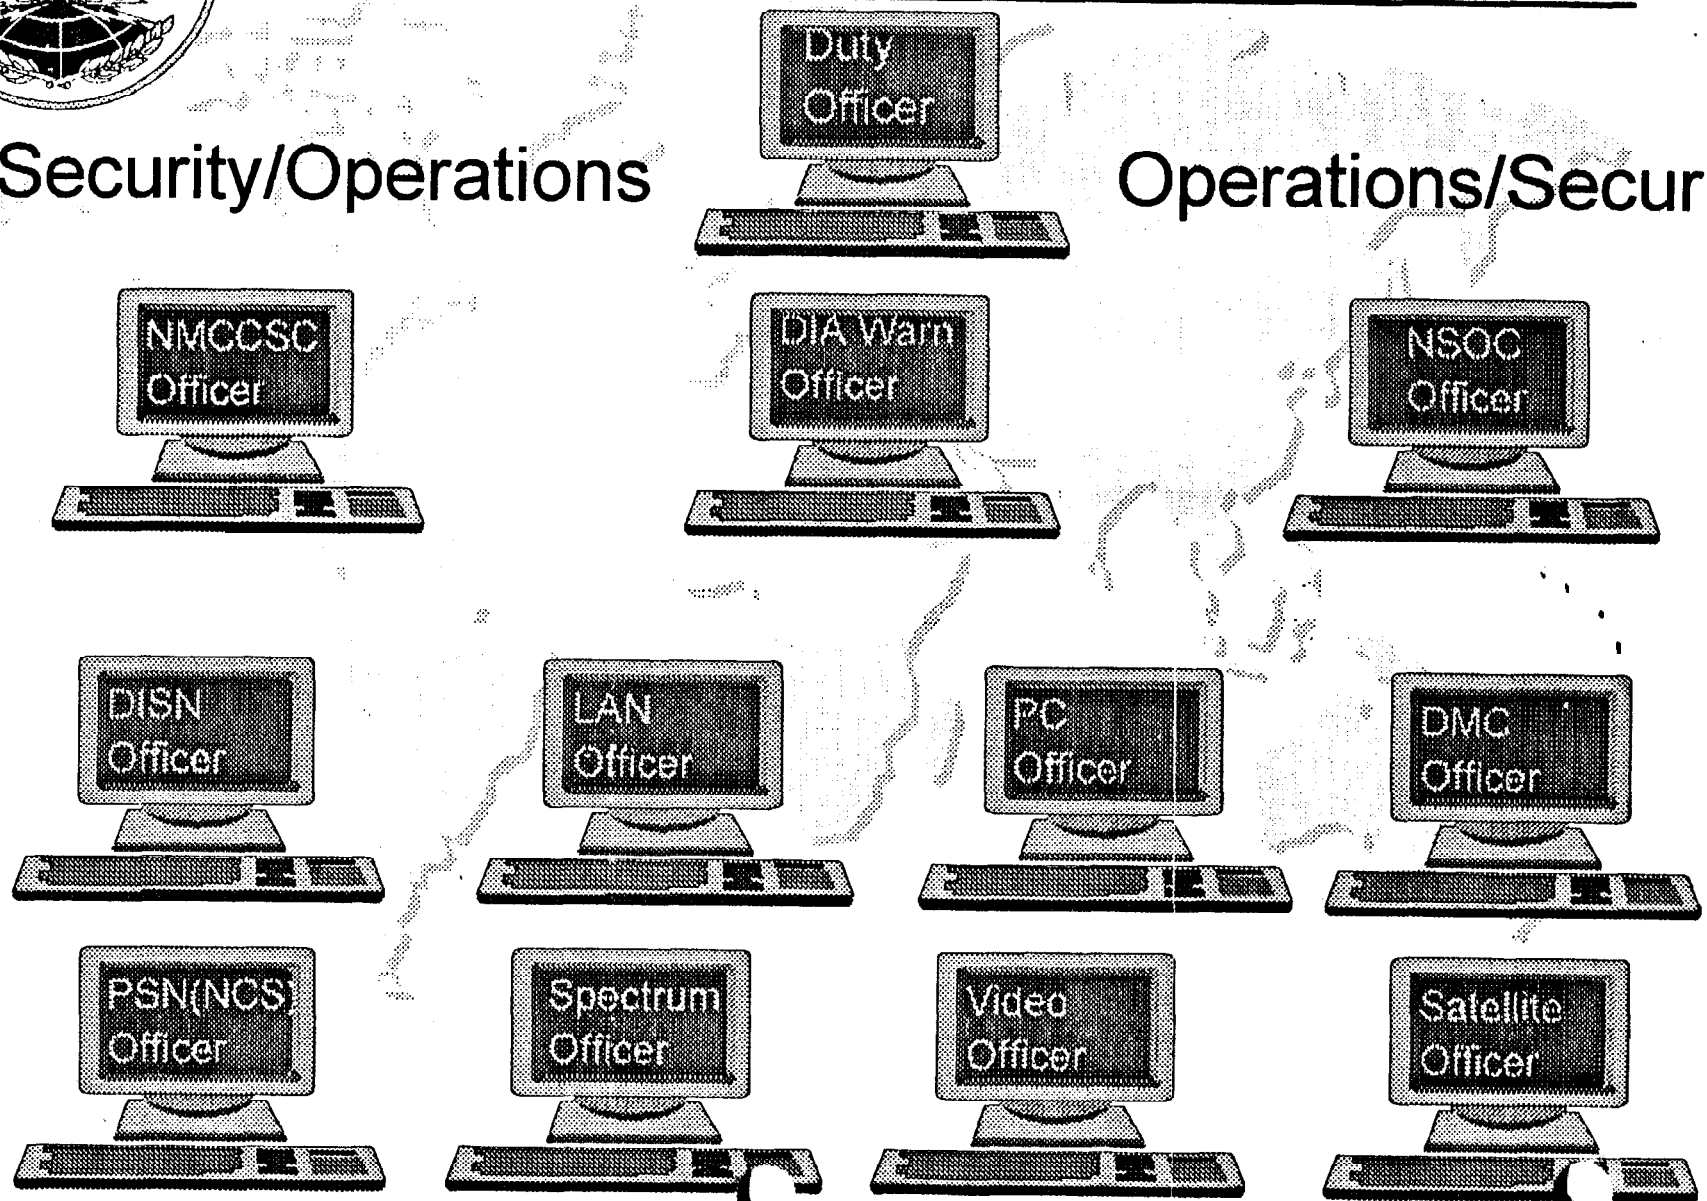 Duty
Officer
Security/Operations
Operations/Secur
NMCCSC
Officer
DIA Warn
Officer
NSOC
Officer
DISN
Officer
LAN
Officer
PC
Officer
DMC
Officer
PSN(NCS)
Officer
Spectrum
Officer
Video
Officer
Satellite
Officer